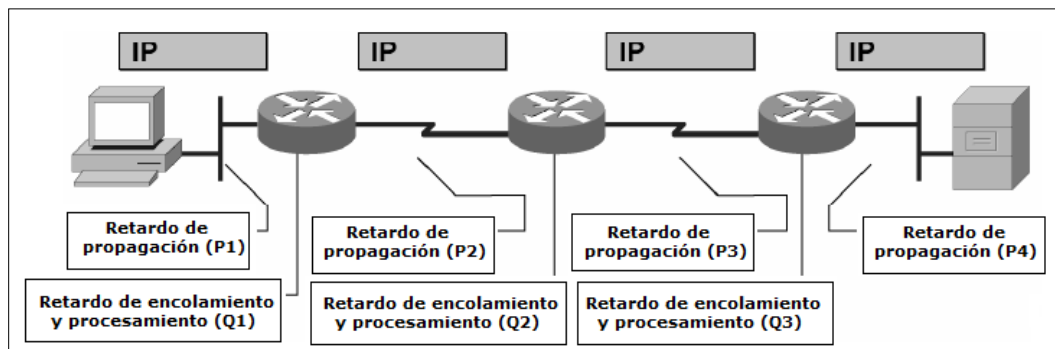 IP
IP
IP
IP
Retardo de
propagación (P1)
Retardo de
propagación (P2)
Retardo de
propagación (P3)
Retardo de
propagación (P4)
Retardo de encolamiento
y procesamiento (Q1)
Retardo de encolamiento
y procesamiento (Q2)
Retardo de encolamiento
y procesamiento (Q3)